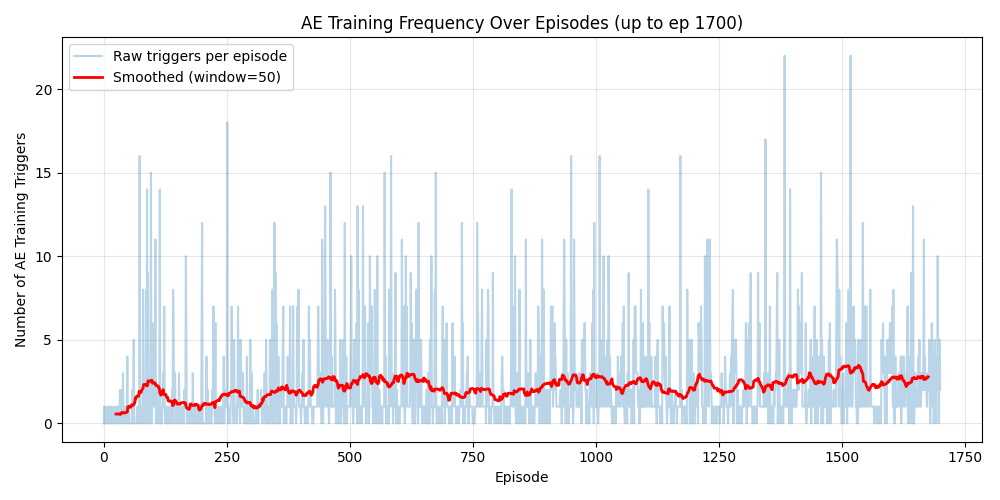 AE Training Frequency Over Episodes (up to ep 1700)
Raw triggers per episode
Smoothed (window=50)
Number of AE Training Triggers
20
15
10
5
0
0 250 500 750 1000 1250 1500 1750
Episode